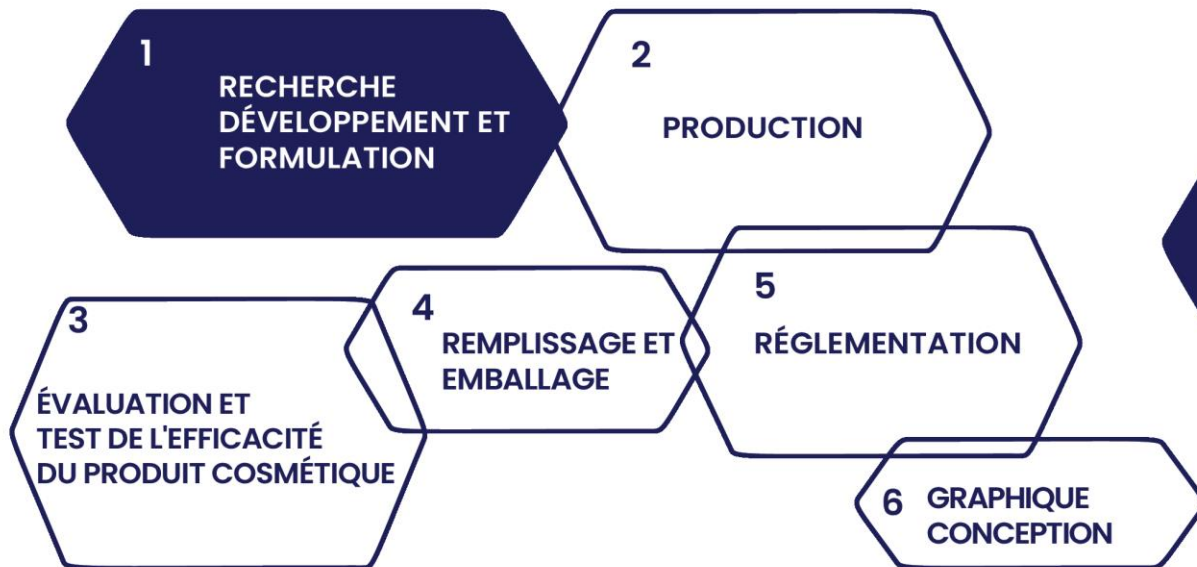 1
RECHERCHE
DÉVELOPPEMENT ET
FORMULATION
2
PRODUCTION
3
ÉVALUATION ET
TEST DE L'EFFICACITÉ
DU PRODUIT COSMÉTIQUE
4
REMPLISSAGE ET
EMBALLAGE
5
RÉGLEMENTATION
6
GRAPHIQUE
CONCEPTION